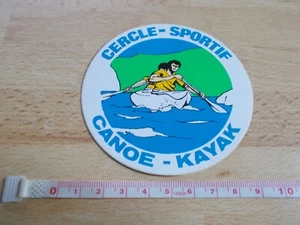 CERCLE-SPORTIF
CANOE-KAYAK
0 1 2 3 4 5 6 7 8 9 10